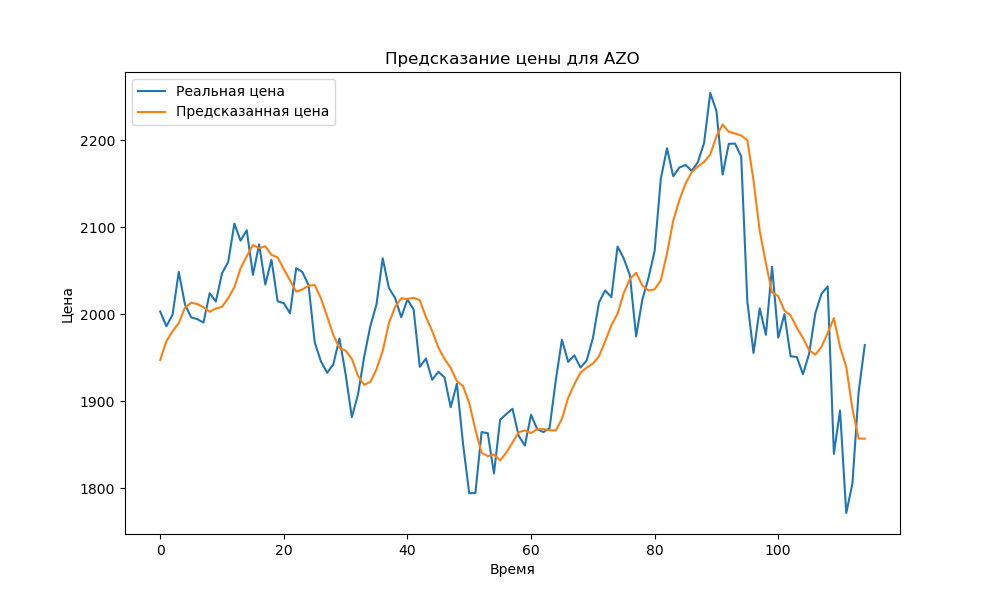 Предсказание цены для AZO
Реальная цена
Предсказанная цена
Цена
2200
2100
2000
1900
1800
0 20 40 60 80 100
Время